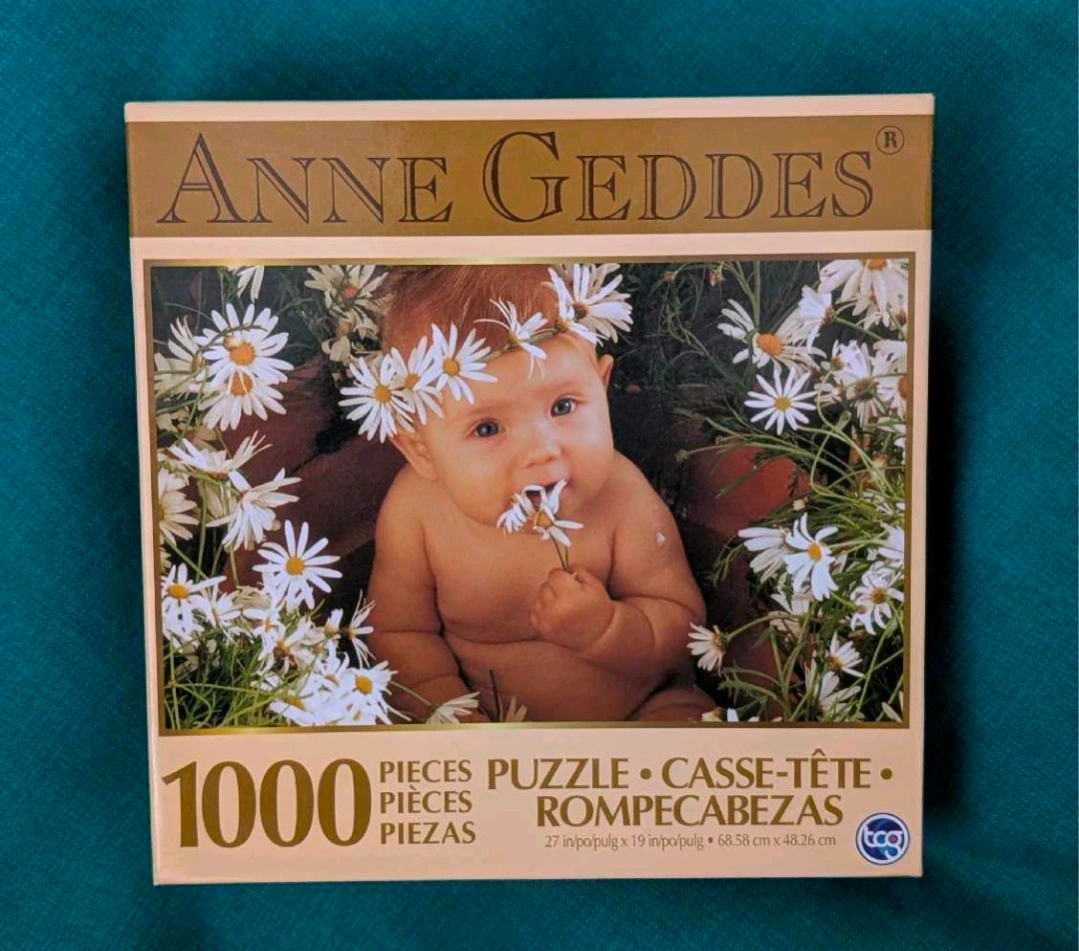 ANNE GEDDES®
1000 PIECES PUZZLE • CASSE-TÊTE •
PIÈCES ROMPECABEZAS
PIEZAS 27 in/po/pulg x 19 in/po/pulg • 68.58 cm x 48.26 cm
tcg